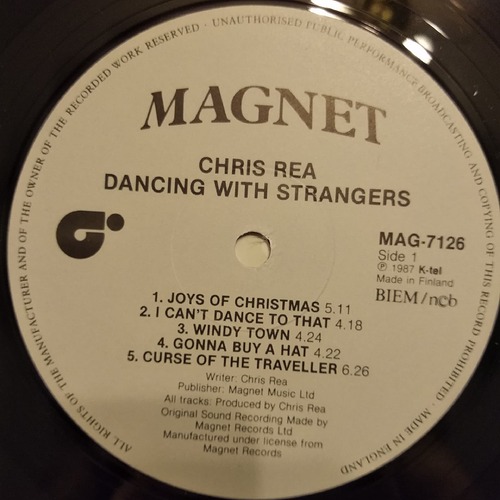 ALL RIGHTS OF THE MANUFACTURER AND OF THE OWNER OF THE RECORDED WORK RESERVED · UNAUTHORISED PUBLIC PERFORMANCE BROADCASTING AND COPYING OF THIS RECORD PROHIBITED · MADE IN ENGLAND
MAGNET
CHRIS REA
DANCING WITH STRANGERS
MAG-7126
Side 1
℗ 1987 K-tel
Made in Finland
BIEM/ncb
1. JOYS OF CHRISTMAS 5.11
2. I CAN'T DANCE TO THAT 4.18
3. WINDY TOWN 4.24
4. GONNA BUY A HAT 4.22
5. CURSE OF THE TRAVELLER 6.26
Writer: Chris Rea
Publisher: Magnet Music Ltd
All tracks: Produced by Chris Rea
Original Sound Recording Made by
Magnet Records Ltd
Manufactured under license from
Magnet Records